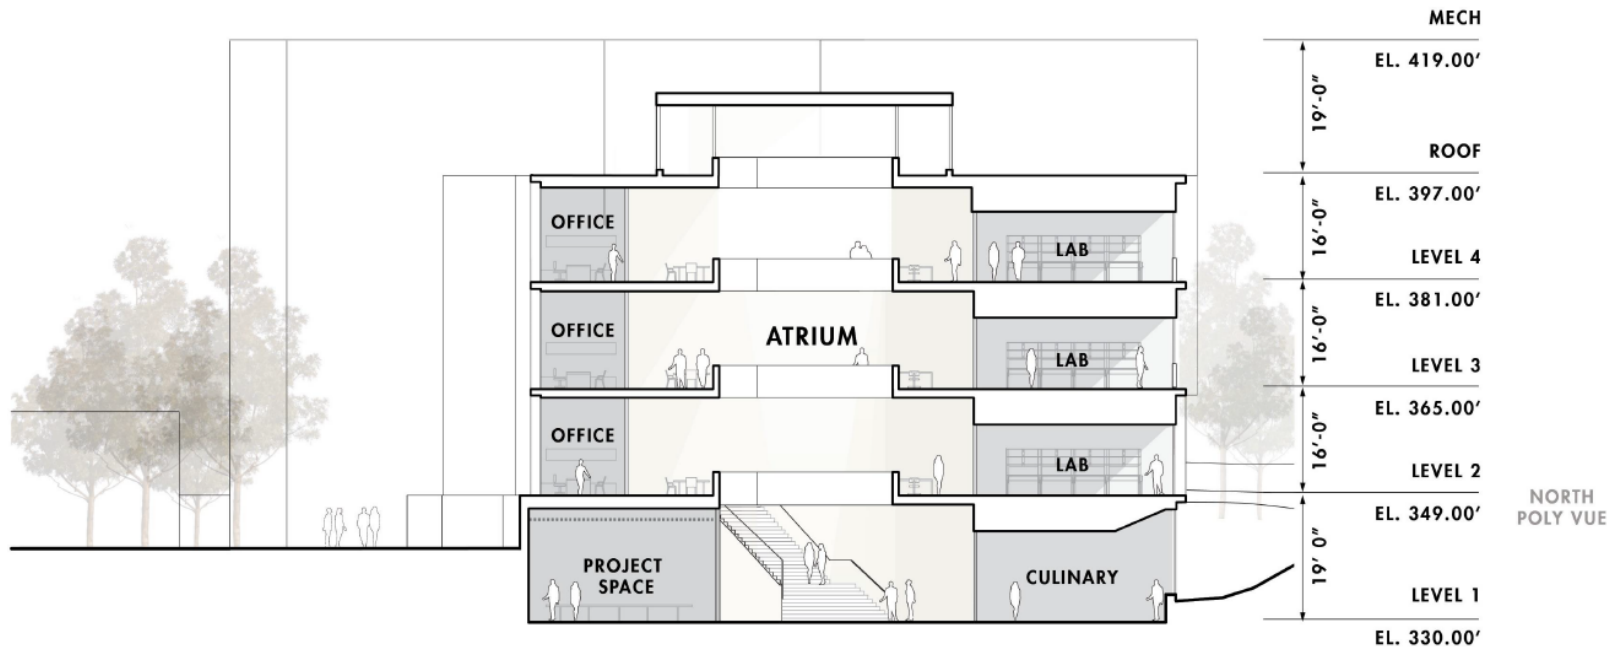 MECH
EL. 419.00'
19'-0"
ROOF
EL. 397.00'
OFFICE
16'-0"
LAB
LEVEL 4
EL. 381.00'
OFFICE
ATRIUM
16'-0"
LAB
LEVEL 3
EL. 365.00'
OFFICE
16'-0"
LAB
LEVEL 2
EL. 349.00'
NORTH
POLY VUE
PROJECT
SPACE
CULINARY
19' 0"
LEVEL 1
EL. 330.00'